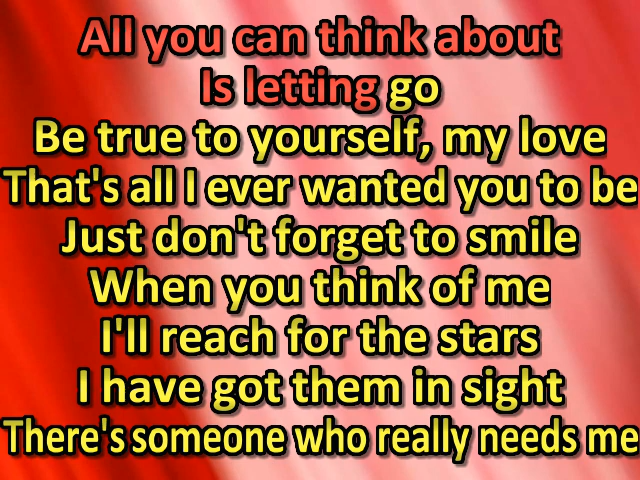 All you can think about
Is letting go
Be true to yourself, my love
That's all I ever wanted you to be
Just don't forget to smile
When you think of me
I'll reach for the stars
I have got them in sight
There's someone who really needs me